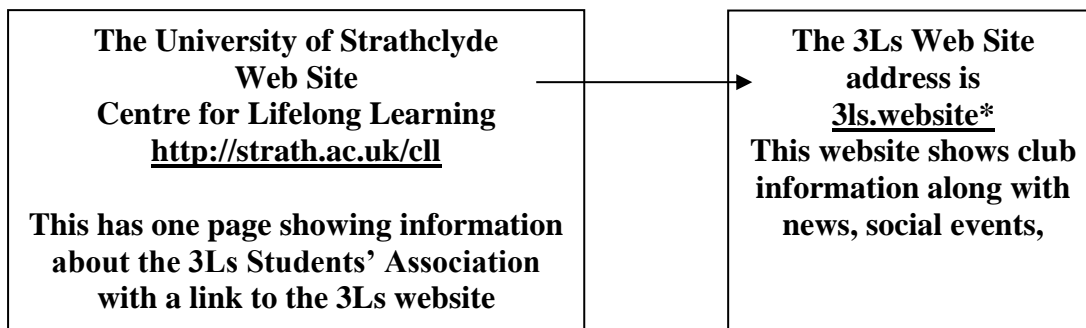 The University of Strathclyde
Web Site
Centre for Lifelong Learning
http://strath.ac.uk/cll
This has one page showing information
about the 3Ls Students’ Association
with a link to the 3Ls website
The 3Ls Web Site
address is
3ls.website*
This website shows club
information along with
news, social events,